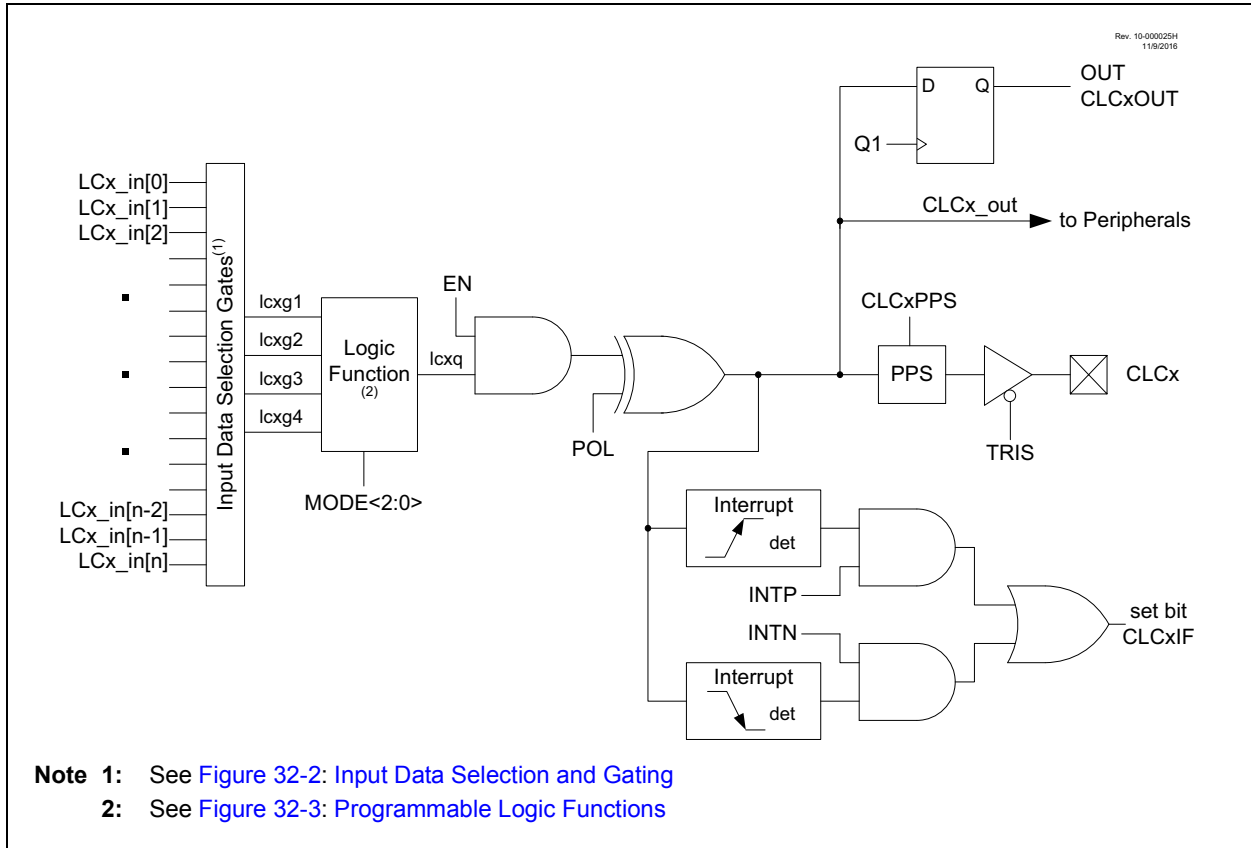 Rev. 10-000025H
11/9/2016
D Q
OUT
CLCxOUT
Q1
CLCx_out
to Peripherals
LCx_in[0]
LCx_in[1]
LCx_in[2]
Input Data Selection Gates(1)
lcxg1
lcxg2
lcxg3
lcxg4
Logic
Function
(2)
MODE<2:0>
lcxq
EN
POL
CLCxPPS
PPS
TRIS
CLCx
LCx_in[n-2]
LCx_in[n-1]
LCx_in[n]
Interrupt
det
INTP
INTN
Interrupt
det
set bit
CLCxIF
Note 1: See Figure 32-2: Input Data Selection and Gating
2: See Figure 32-3: Programmable Logic Functions